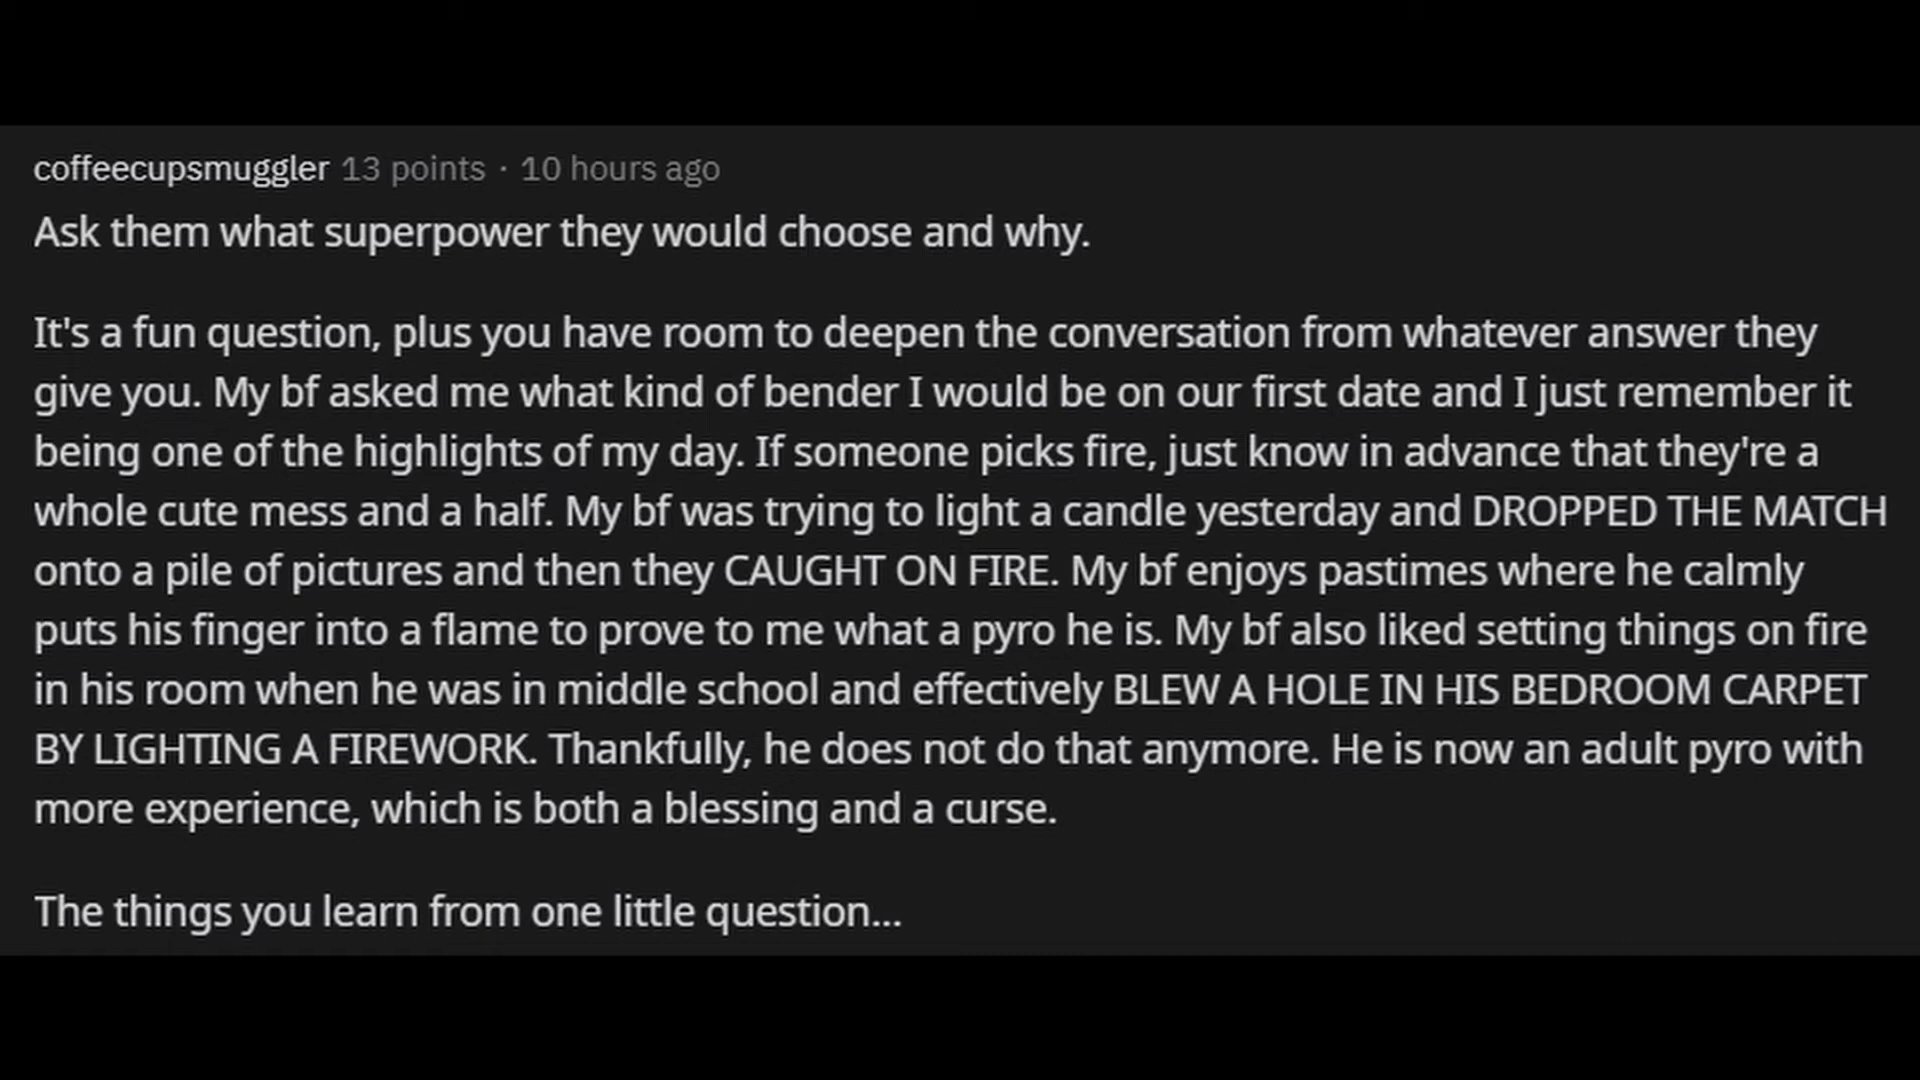 coffeecupsmuggler 13 points · 10 hours ago
Ask them what superpower they would choose and why.
It's a fun question, plus you have room to deepen the conversation from whatever answer they
give you. My bf asked me what kind of bender I would be on our first date and I just remember it
being one of the highlights of my day. If someone picks fire, just know in advance that they're a
whole cute mess and a half. My bf was trying to light a candle yesterday and DROPPED THE MATCH
onto a pile of pictures and then they CAUGHT ON FIRE. My bf enjoys pastimes where he calmly
puts his finger into a flame to prove to me what a pyro he is. My bf also liked setting things on fire
in his room when he was in middle school and effectively BLEW A HOLE IN HIS BEDROOM CARPET
BY LIGHTING A FIREWORK. Thankfully, he does not do that anymore. He is now an adult pyro with
more experience, which is both a blessing and a curse.
The things you learn from one little question...